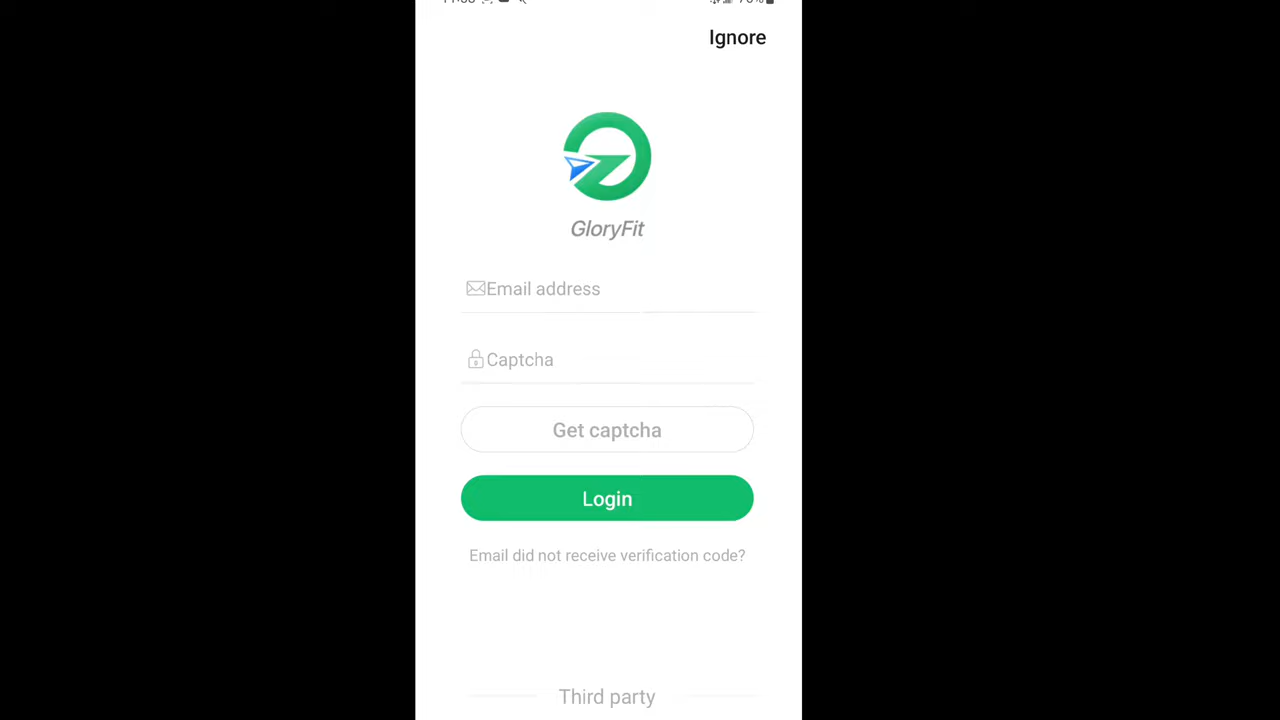 Ignore
GloryFit
Email address
Captcha
Get captcha
Login
Email did not receive verification code?
Third party